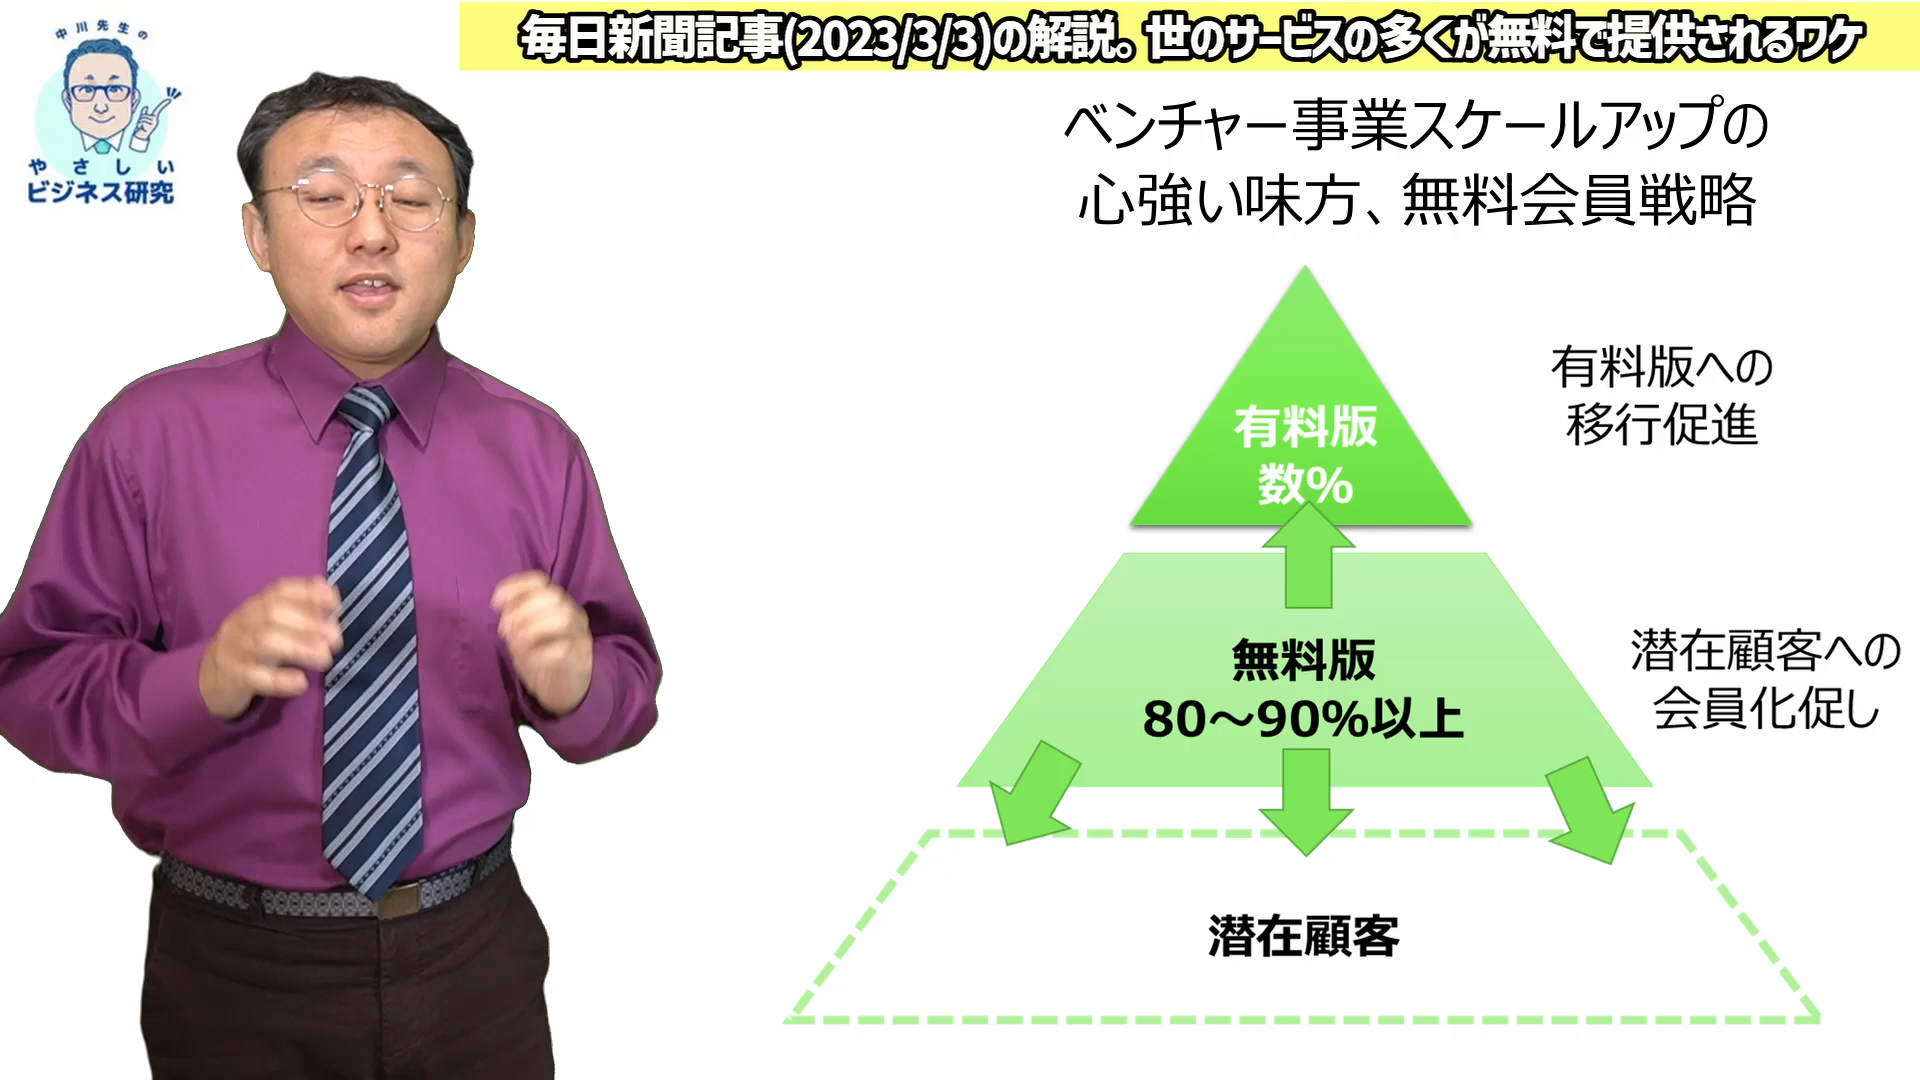 毎日新聞記事(2023/3/3)の解説。世のサービスの多くが無料で提供されるワケ
中川先生の
やさしい
ビジネス研究
ベンチャー事業スケールアップの
心強い味方、無料会員戦略
有料版
数%
有料版への
移行促進
無料版
80～90%以上
潜在顧客への
会員化促し
潜在顧客